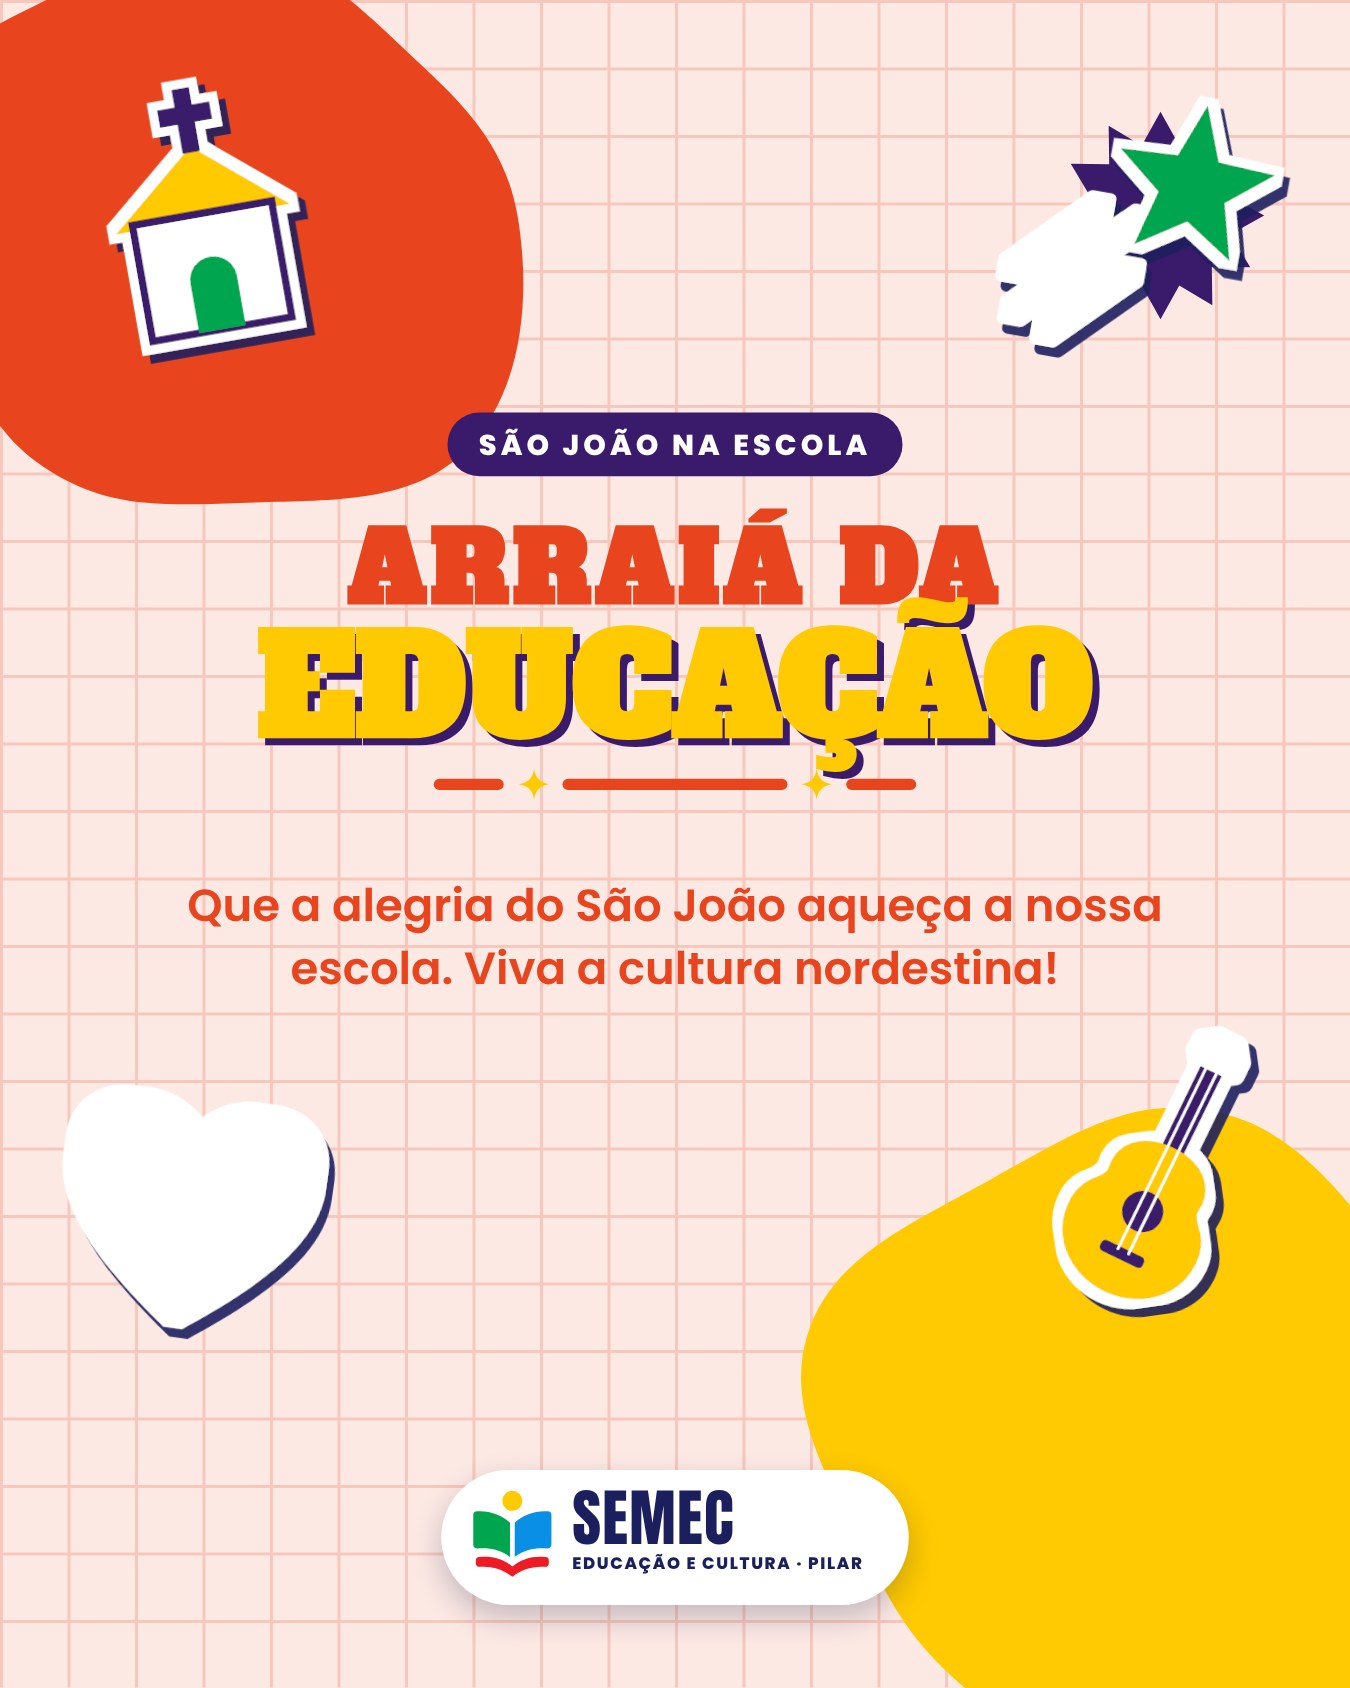 SÃO JOÃO NA ESCOLA
ARRAIÁ DA
EDUCAÇÃO
Que a alegria do São João aqueça a nossa
escola. Viva a cultura nordestina!
SEMEC
EDUCAÇÃO E CULTURA · PILAR